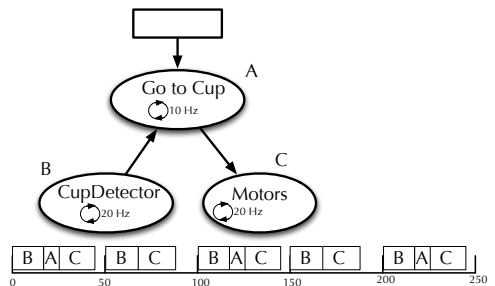 A
Go to Cup
10 Hz
B
C
CupDetector
Motors
20 Hz
20 Hz
B A C B C B A C B C B A C
0 50 100 150 200 250